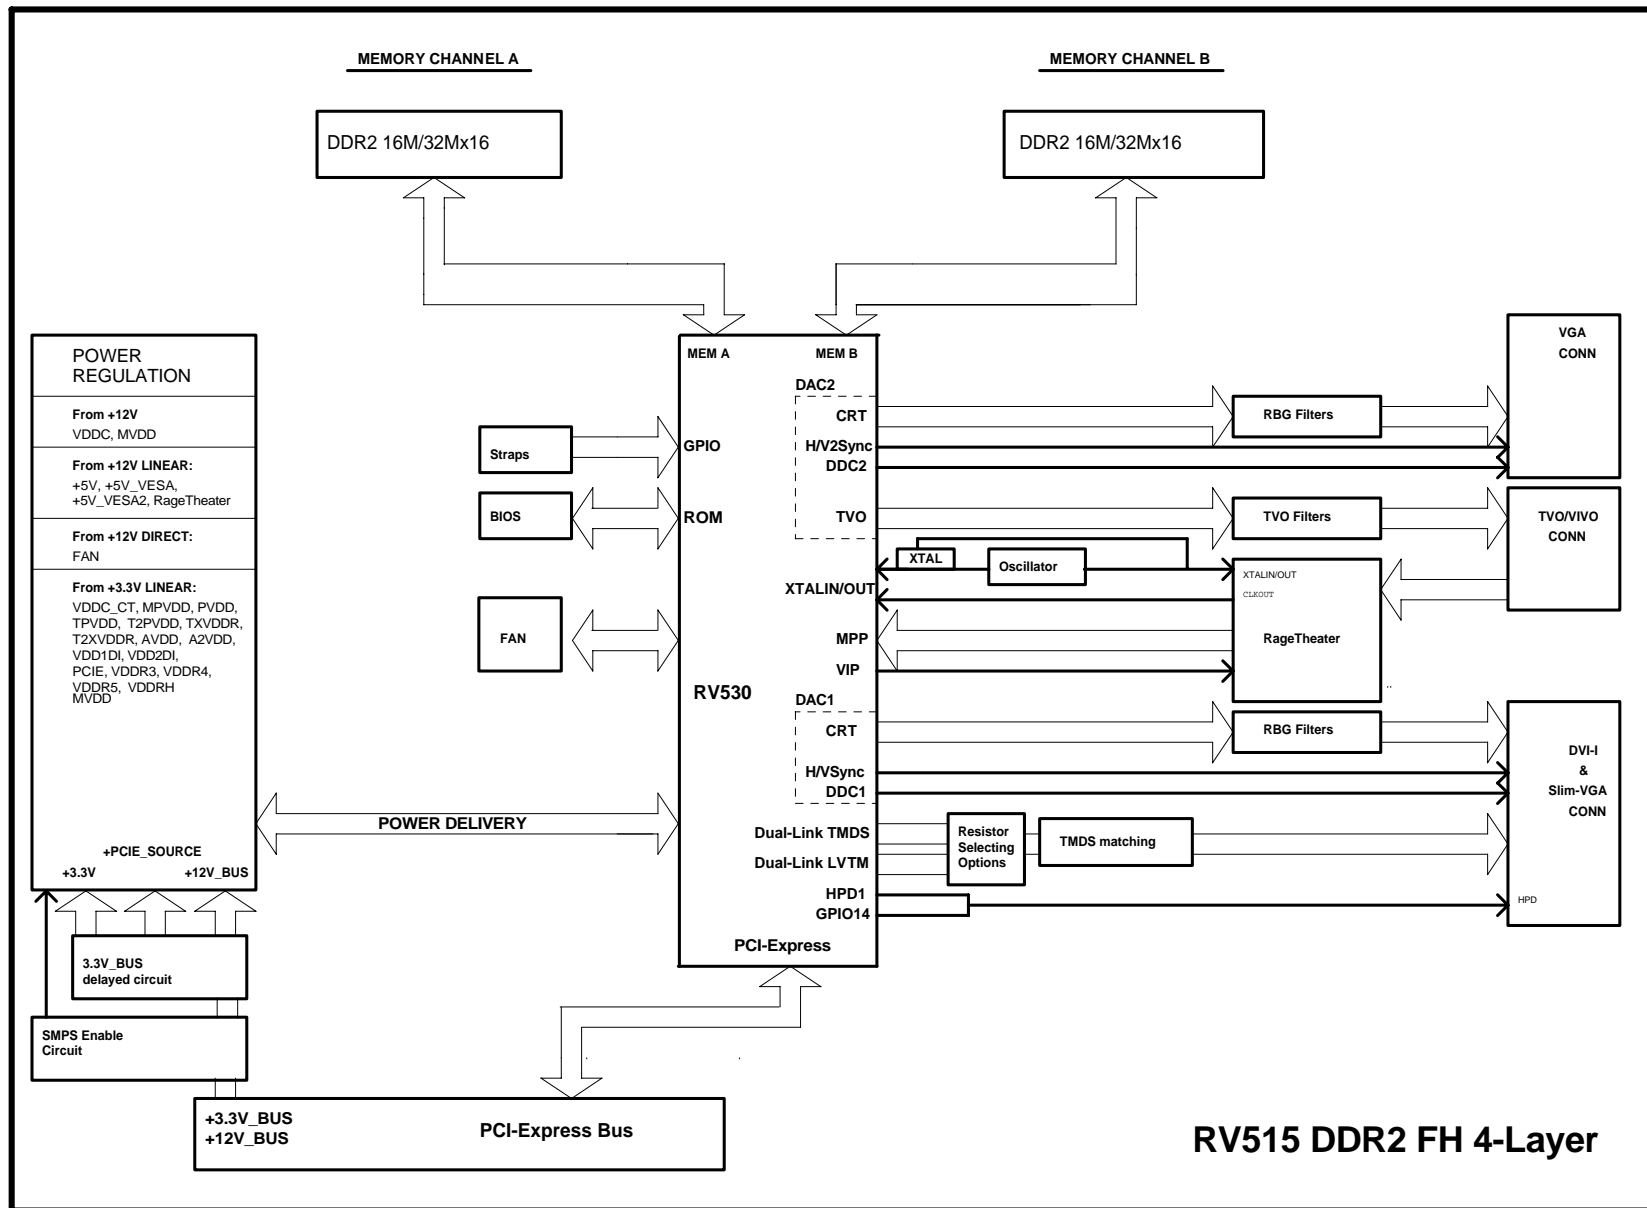 MEMORY CHANNEL A
MEMORY CHANNEL B
DDR2 16M/32Mx16
DDR2 16M/32Mx16
POWER
REGULATION
From +12V
VDDC, MVDD
From +12V LINEAR:
+5V, +5V_VESA,
+5V_VESA2, RageTheater
From +12V DIRECT:
FAN
From +3.3V LINEAR:
VDDC_CT, MPVDD, PVDD,
TPVDD, T2PVDD, TXVDDR,
T2XVDDR, AVDD, A2VDD,
VDD1DI, VDD2DI,
PCIE, VDDR3, VDDR4,
VDDR5, VDDRH
MVDD
+PCIE_SOURCE
+3.3V
+12V_BUS
3.3V_BUS
delayed circuit
SMPS Enable
Circuit
Straps
BIOS
FAN
POWER DELIVERY
MEM A
MEM B
GPIO
ROM
RV530
DAC2
CRT
H/V2Sync
DDC2
TVO
XTALIN/OUT
MPP
VIP
DAC1
CRT
H/VSync
DDC1
Dual-Link TMDS
Dual-Link LVTM
HPD1
GPIO14
PCI-Express
RBG Filters
TVO Filters
XTAL
Oscillator
XTALIN/OUT
CLKOUT
RageTheater
RBG Filters
Resistor
Selecting
Options
TMDS matching
VGA
CONN
TVO/VIVO
CONN
DVI-I
&
Slim-VGA
CONN
HPD
+3.3V_BUS
+12V_BUS
PCI-Express Bus
RV515 DDR2 FH 4-Layer